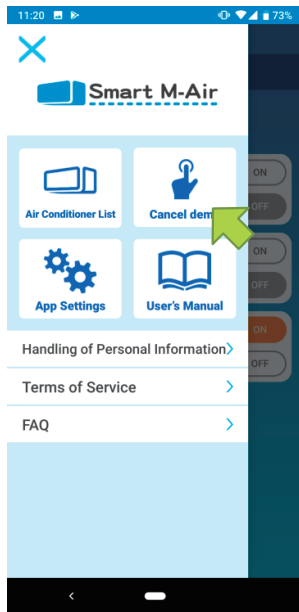 11:20 73%
Smart M-Air
ON
Air Conditioner List Cancel dem
OFF
ON
OFF
App Settings User's Manual
ON
Handling of Personal Information
OFF
Terms of Service
FAQ